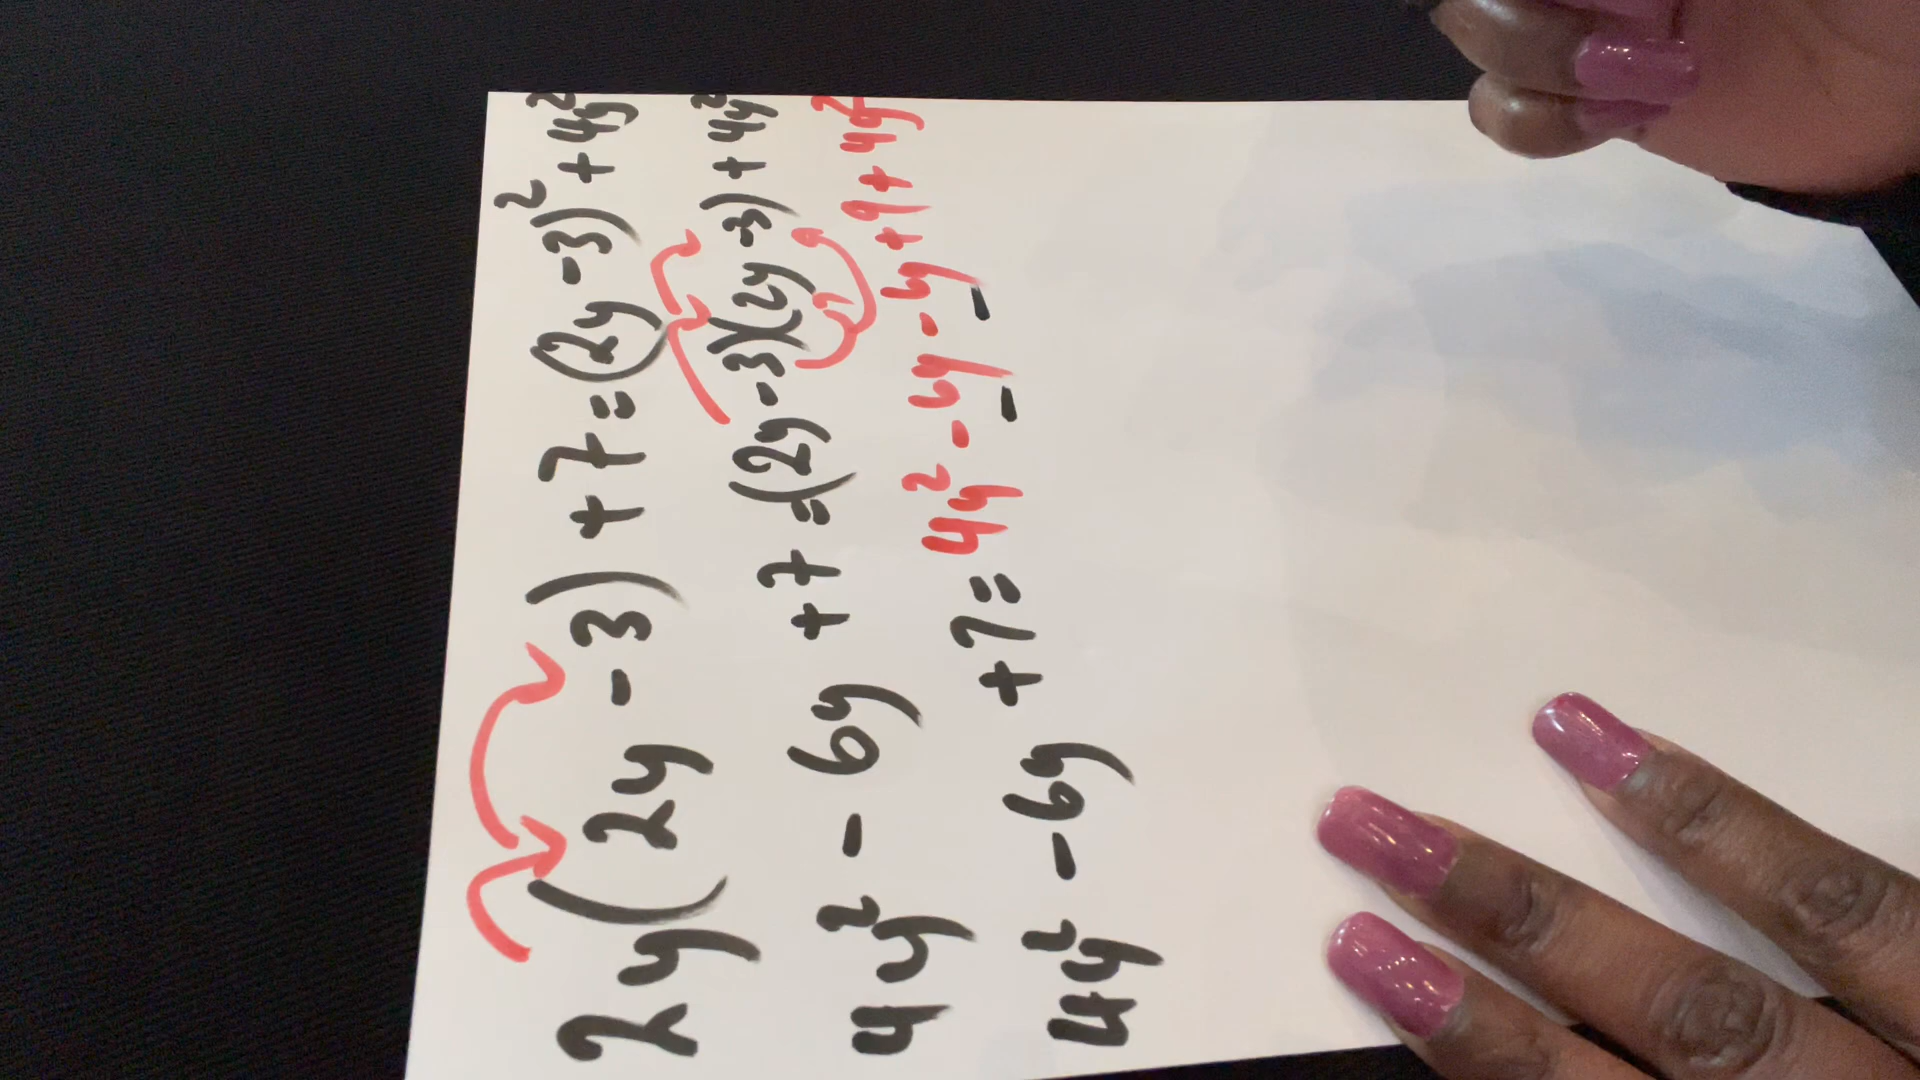 2y(2y - 3) + 7 = (2y - 3)² + 4y²
4y² - 6y + 7 = (2y - 3)(2y - 3) + 4y²
4y² - 6y + 7 = 4y² - 6y - 6y + 9 + 4y²